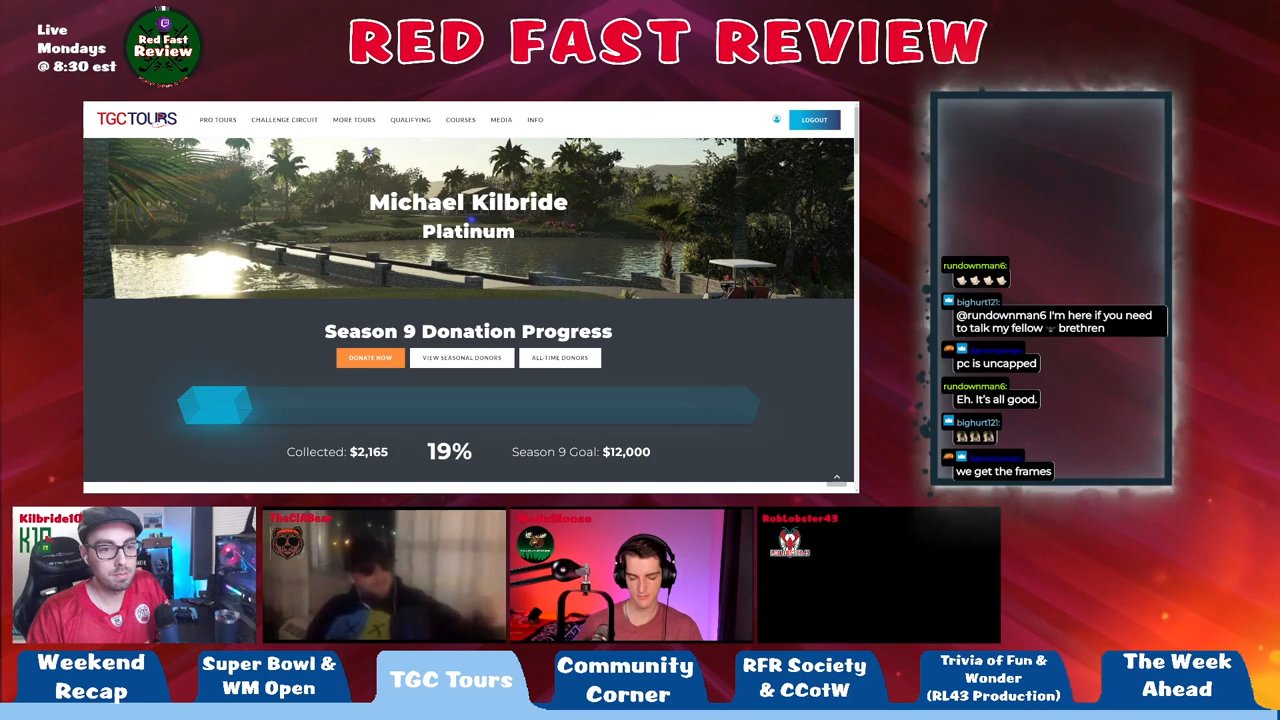 Live
Mondays
@ 8:30 est
Red Fast
Review
RED FAST REVIEW
TGCTOURS
PRO TOURS
CHALLENGE CIRCUIT
MORE TOURS
QUALIFYING
COURSES
MEDIA
INFO
LOGOUT
Michael Kilbride
Platinum
Season 9 Donation Progress
DONATE NOW
VIEW SEASONAL DONORS
ALL-TIME DONORS
Collected: $2,165
19%
Season 9 Goal: $12,000
rundownman6:
bighurt121:
@rundownman6 I'm here if you need
to talk my fellow brethren
pc is uncapped
rundownman6:
Eh. It's all good.
bighurt121:
we get the frames
Kilbride10
K10
TheCIABear
RobLobster43
Weekend
Recap
Super Bowl &
WM Open
TGC Tours
Community
Corner
RFR Society
& CCotW
Trivia of Fun &
Wonder
(RL43 Production)
The Week
Ahead